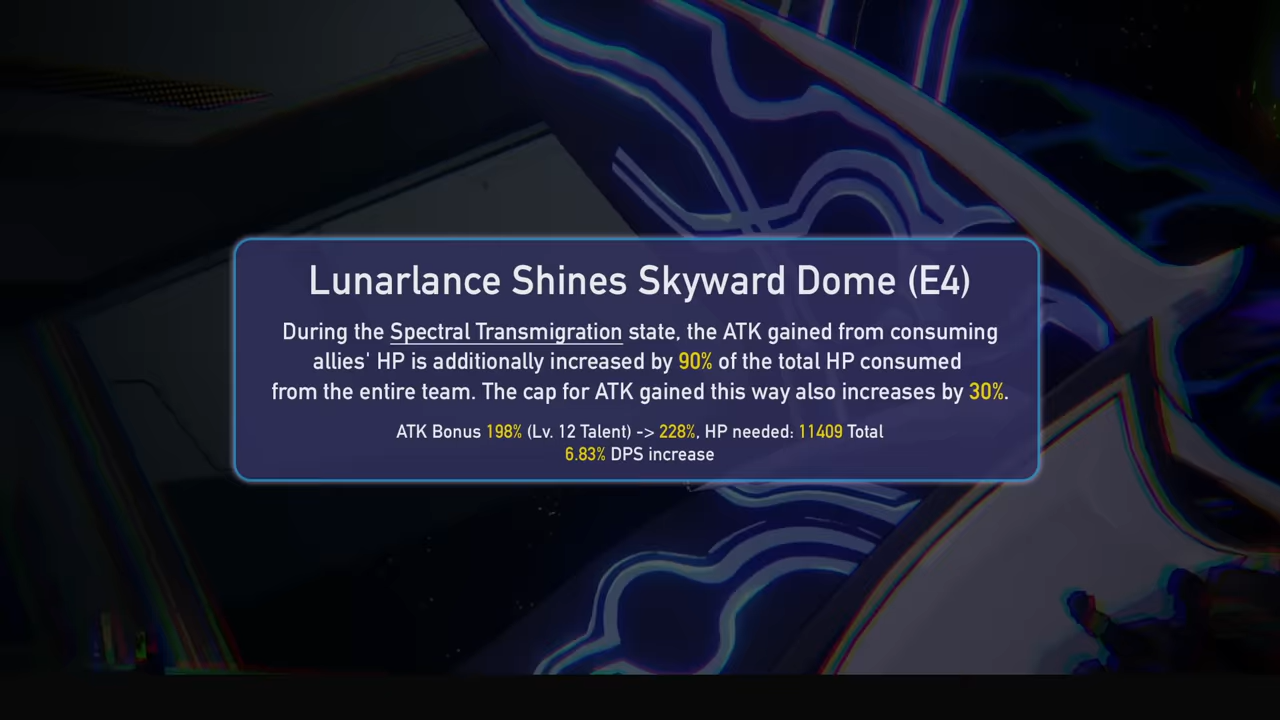 Lunarlance Shines Skyward Dome (E4)
During the Spectral Transmigration state, the ATK gained from consuming
allies' HP is additionally increased by 90% of the total HP consumed
from the entire team. The cap for ATK gained this way also increases by 30%.
ATK Bonus 198% (Lv. 12 Talent) -> 228%, HP needed: 11409 Total
6.83% DPS increase